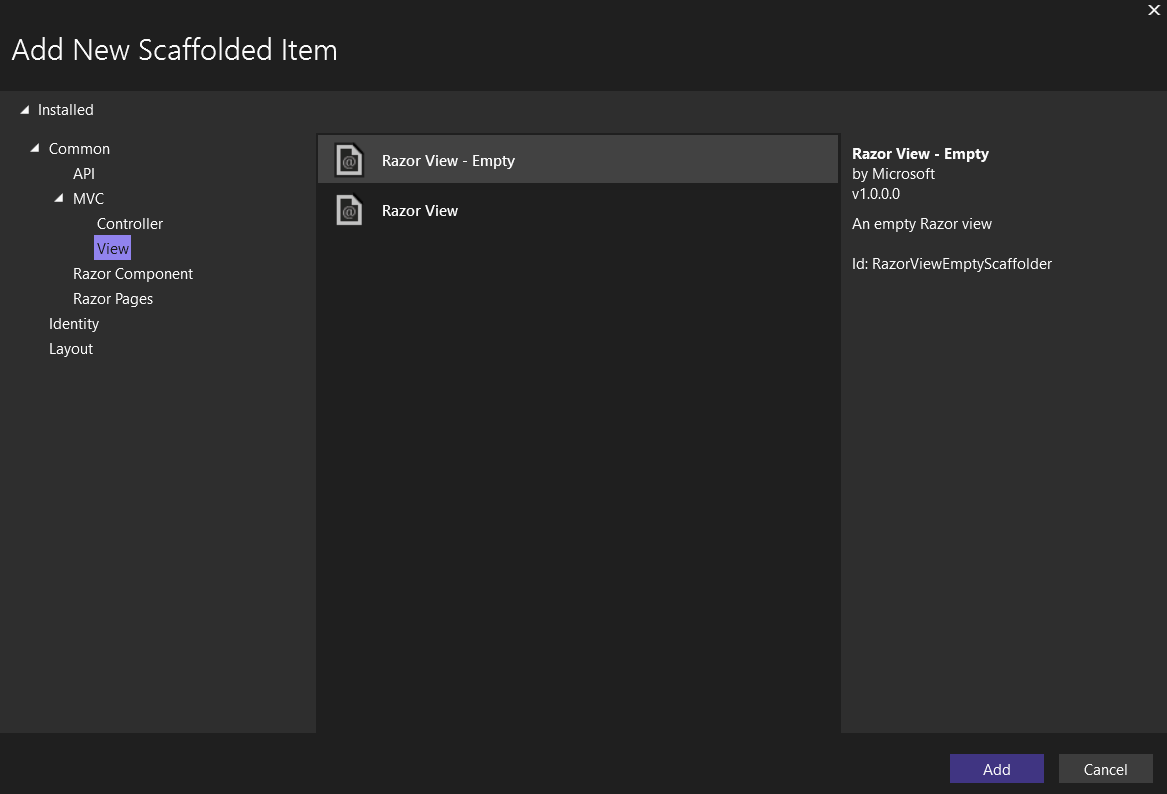 Add New Scaffolded Item
Installed
Common
API
MVC
Controller
View
Razor Component
Razor Pages
Identity
Layout
@ Razor View - Empty
@ Razor View
Razor View - Empty
by Microsoft
v1.0.0.0
An empty Razor view
Id: RazorViewEmptyScaffolder
Add
Cancel